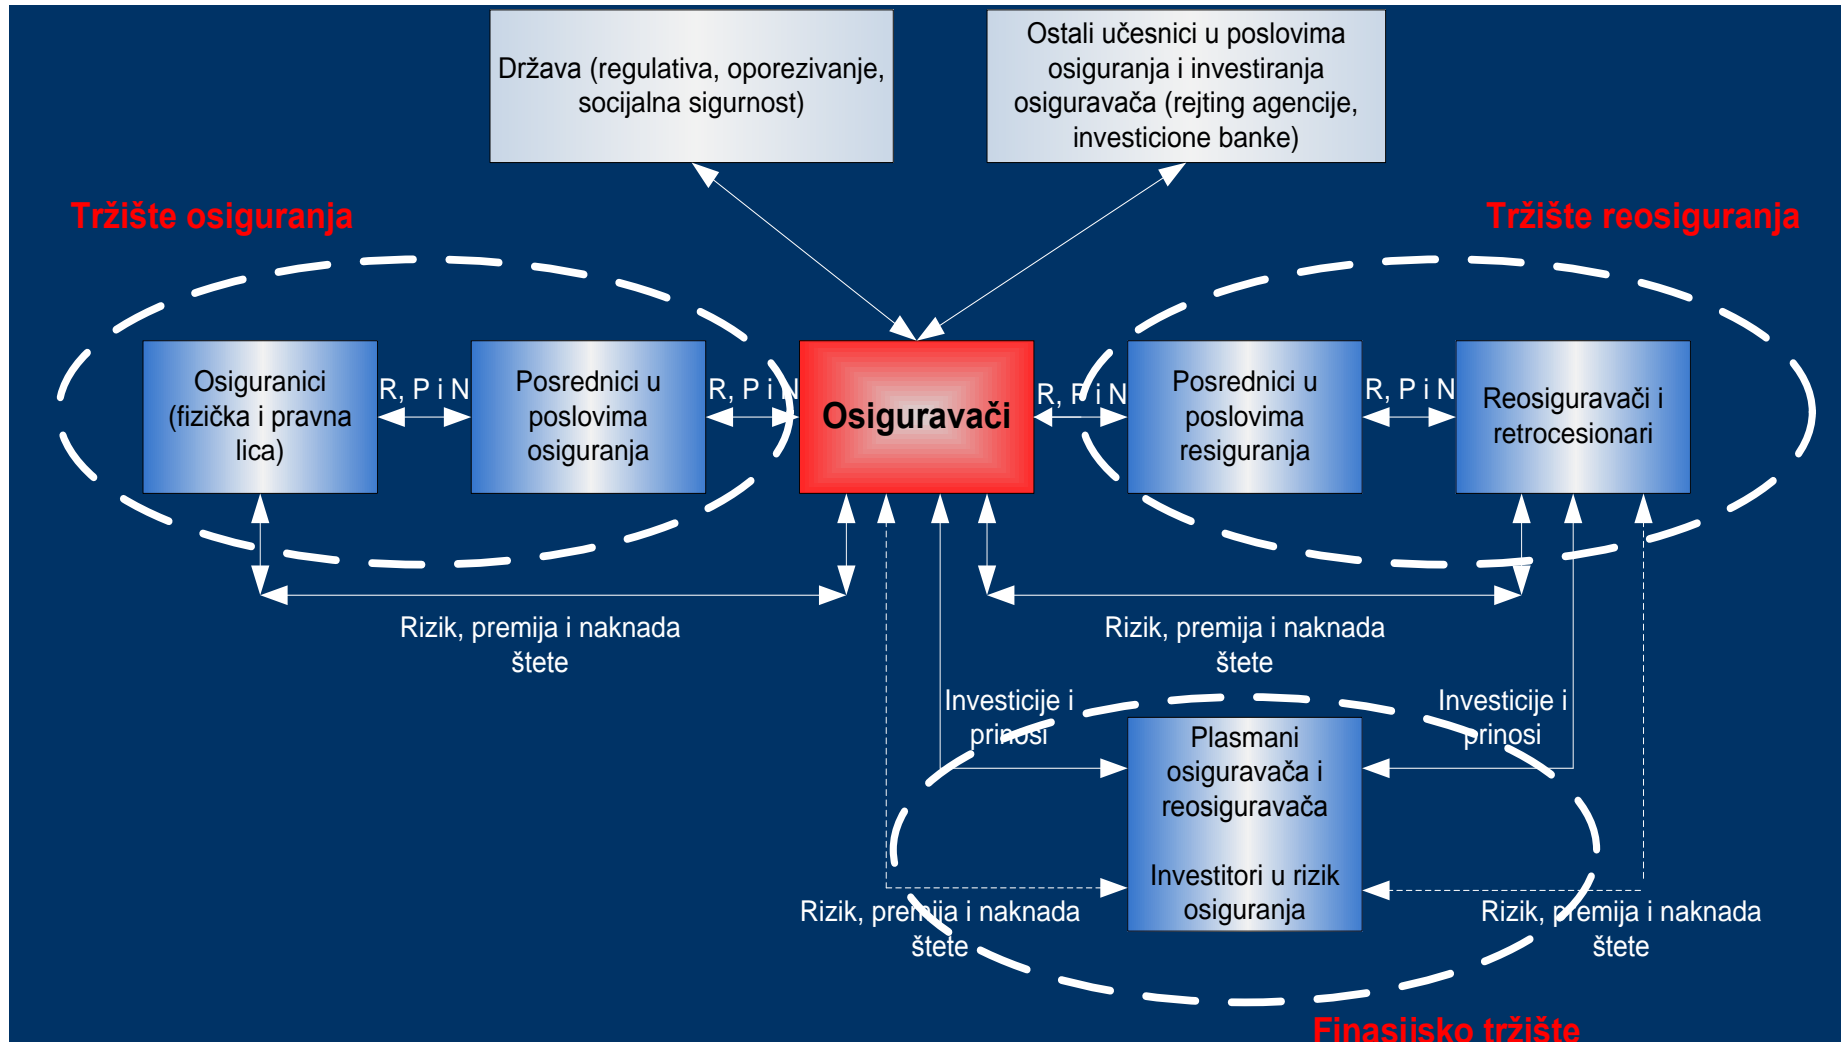 Država (regulativa, oporezivanje,
socijalna sigurnost)
Ostali učesnici u poslovima
osiguranja i investiranja
osiguravača (rejting agencije,
investicione banke)
Tržište osiguranja
Tržište reosiguranja
Osiguranici
(fizička i pravna
lica)
R, P i N
Posrednici u
poslovima
osiguranja
R, P i N
Osiguravači
R, P i N
Posrednici u
poslovima
resiguranja
R, P i N
Reosiguravači i
retrocesionari
Rizik, premija i naknada
štete
Rizik, premija i naknada
štete
Investicije i
prinosi
Investicije i
prinosi
Plasmani
osiguravača i
reosiguravača
Investitori u rizik
osiguranja
Rizik, premija i naknada
štete
Rizik, premija i naknada
štete
Finasijsko tržište